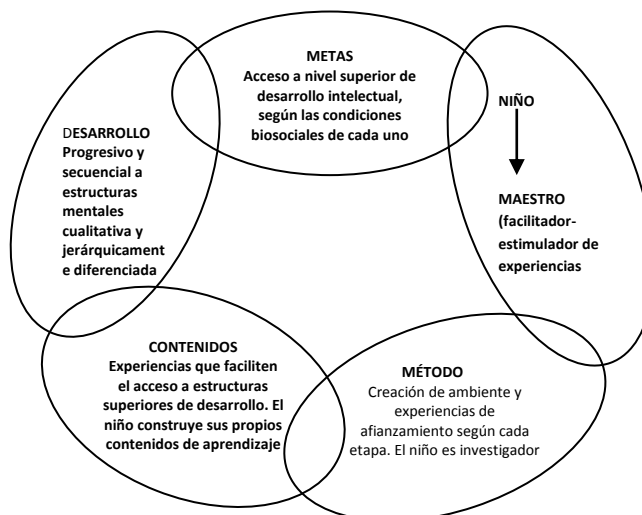 METAS
Acceso a nivel superior de
desarrollo intelectual,
según las condiciones
biosociales de cada uno
NIÑO
MAESTRO
(facilitador-
estimulador de
experiencias
DESARROLLO
Progresivo y
secuencial a
estructuras
mentales
cualitativa y
jerárquicament
e diferenciada
CONTENIDOS
Experiencias que faciliten
el acceso a estructuras
superiores de desarrollo. El
niño construye sus propios
contenidos de aprendizaje
MÉTODO
Creación de ambiente y
experiencias de
afianzamiento según cada
etapa. El niño es investigador